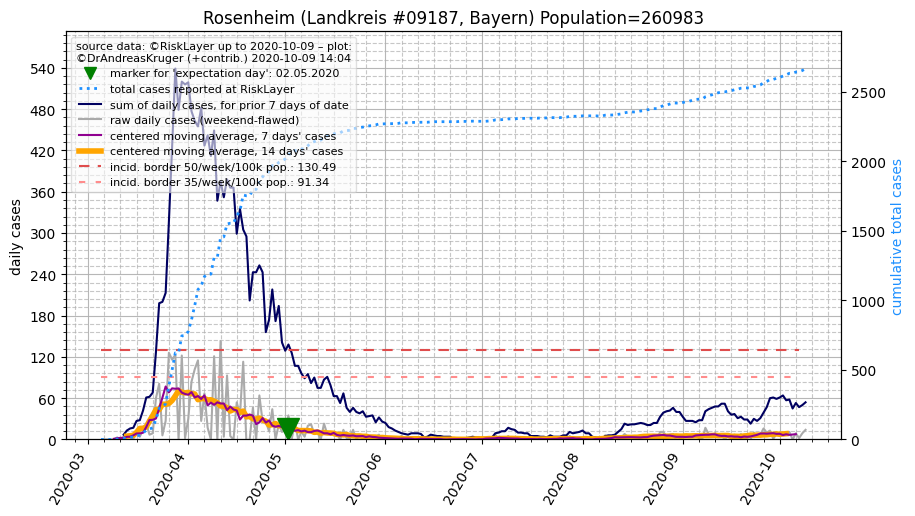 Rosenheim (Landkreis #09187, Bayern) Population=260983
source data: ©RiskLayer up to 2020-10-09 – plot:
©DrAndreasKruger (+contrib.) 2020-10-09 14:04
marker for 'expectation day': 02.05.2020
total cases reported at RiskLayer
sum of daily cases, for prior 7 days of date
raw daily cases (weekend-flawed)
centered moving average, 7 days' cases
centered moving average, 14 days' cases
incid. border 50/week/100k pop.: 130.49
incid. border 35/week/100k pop.: 91.34
daily cases
540
480
420
360
300
240
180
120
60
0
cumulative total cases
2500
2000
1500
1000
500
0
2020-03
2020-04
2020-05
2020-06
2020-07
2020-08
2020-09
2020-10